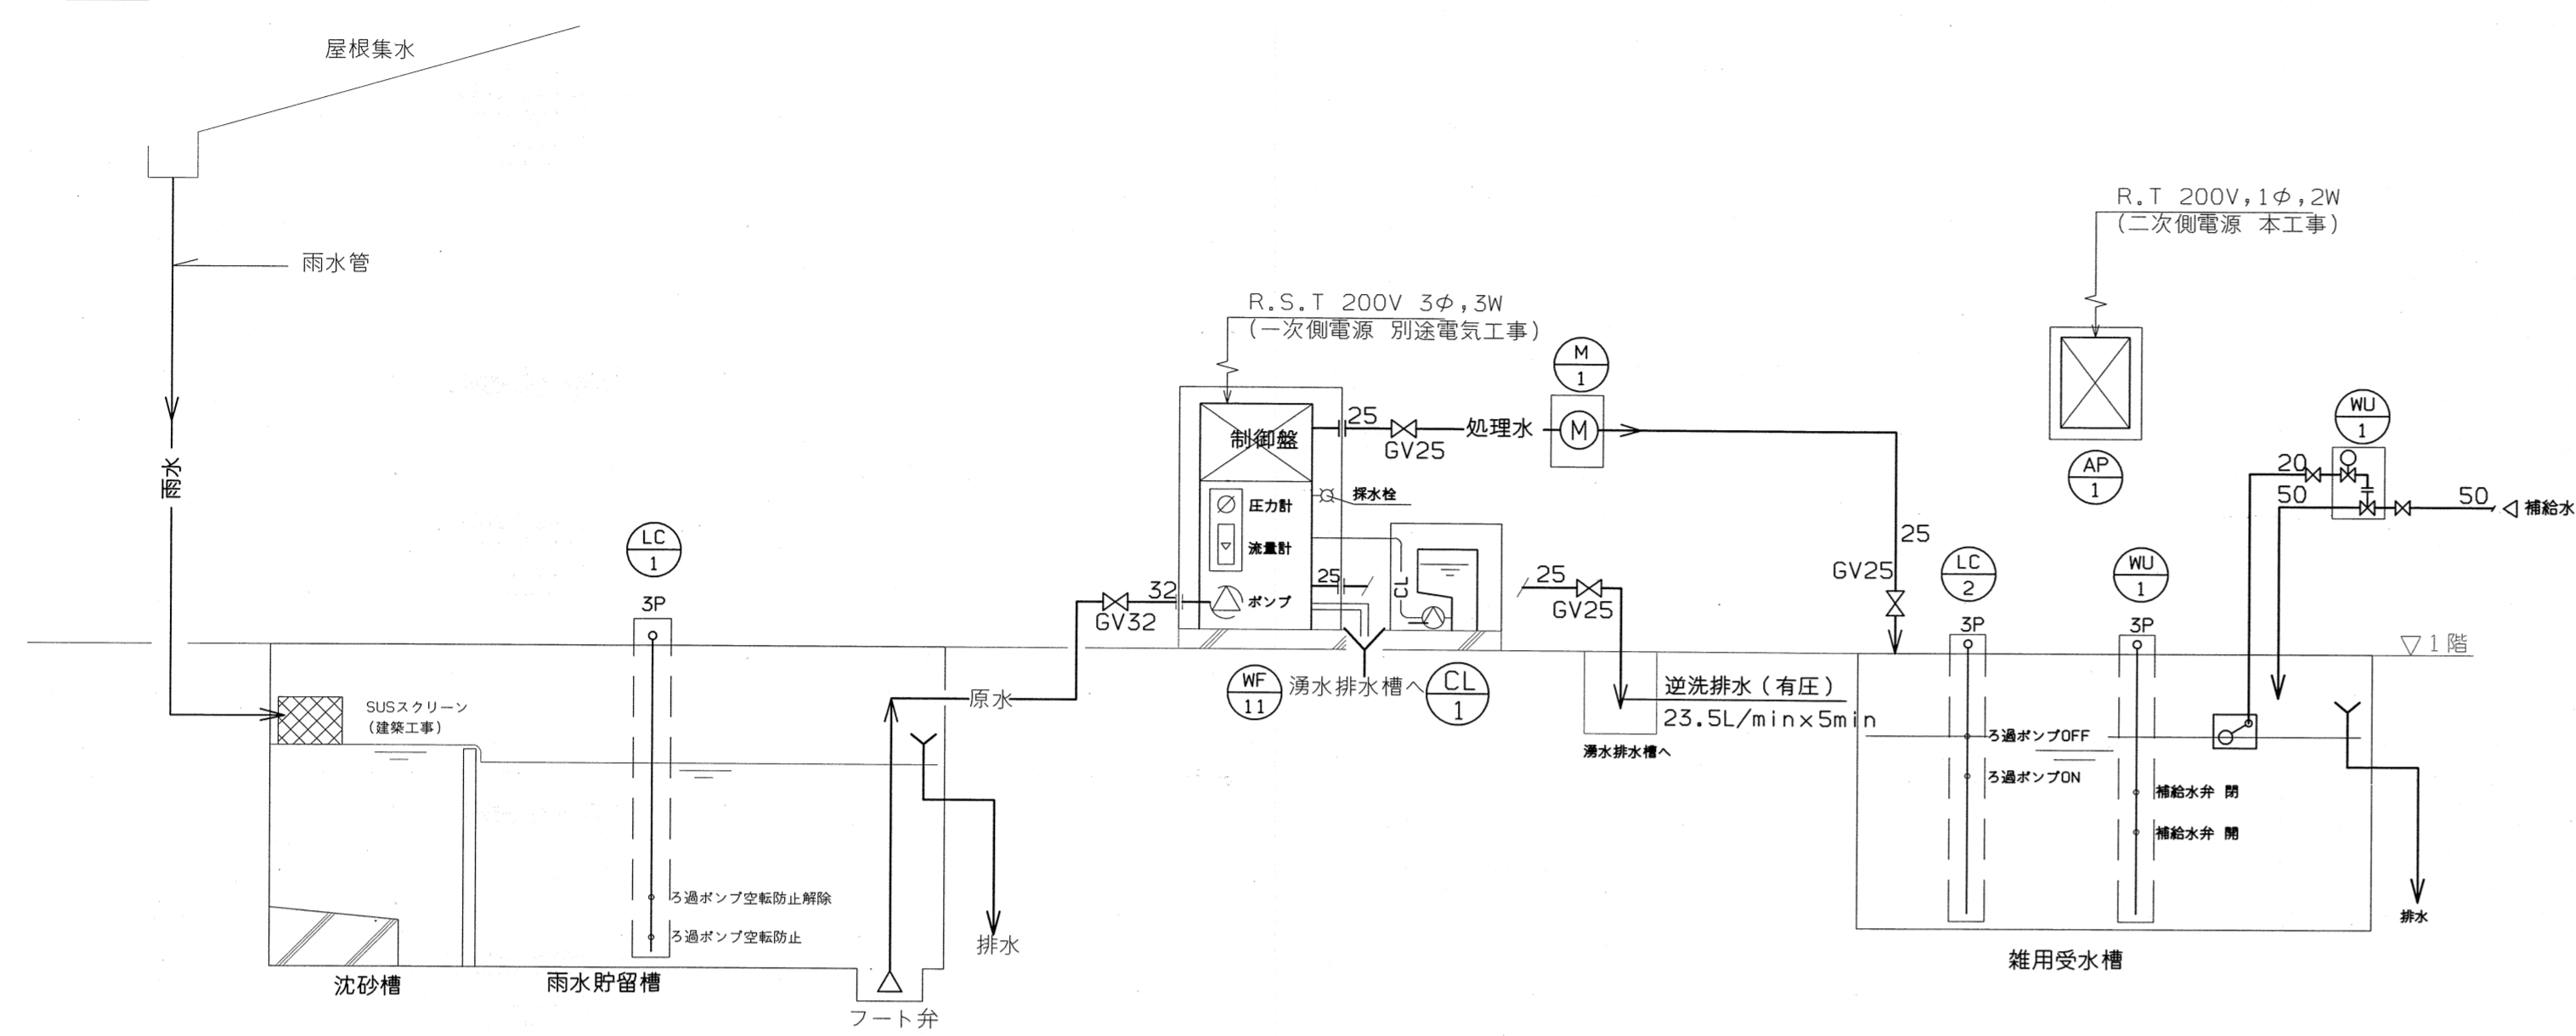 屋根集水
雨水管
雨水
SUSスクリーン
(建築工事)
沈砂槽
雨水貯留槽
LC
1
3P
ろ過ポンプ空転防止解除
ろ過ポンプ空転防止
フート弁
排水
原水
GV32
32
R.S.T 200V 3φ,3W
(一次側電源 別途電気工事)
制御盤
圧力計
流量計
ポンプ
採水栓
25
GV25
処理水
M
1
M
25
CL
WF
11
湧水排水槽へ
CL
1
25
GV25
逆洗排水(有圧)
23.5L/min×5min
湧水排水槽へ
25
GV25
R.T 200V,1φ,2W
(二次側電源 本工事)
AP
1
WU
1
20
50
50
補給水
LC
2
3P
WU
1
3P
1階
ろ過ポンプOFF
ろ過ポンプON
補給水弁 閉
補給水弁 開
排水
雑用受水槽